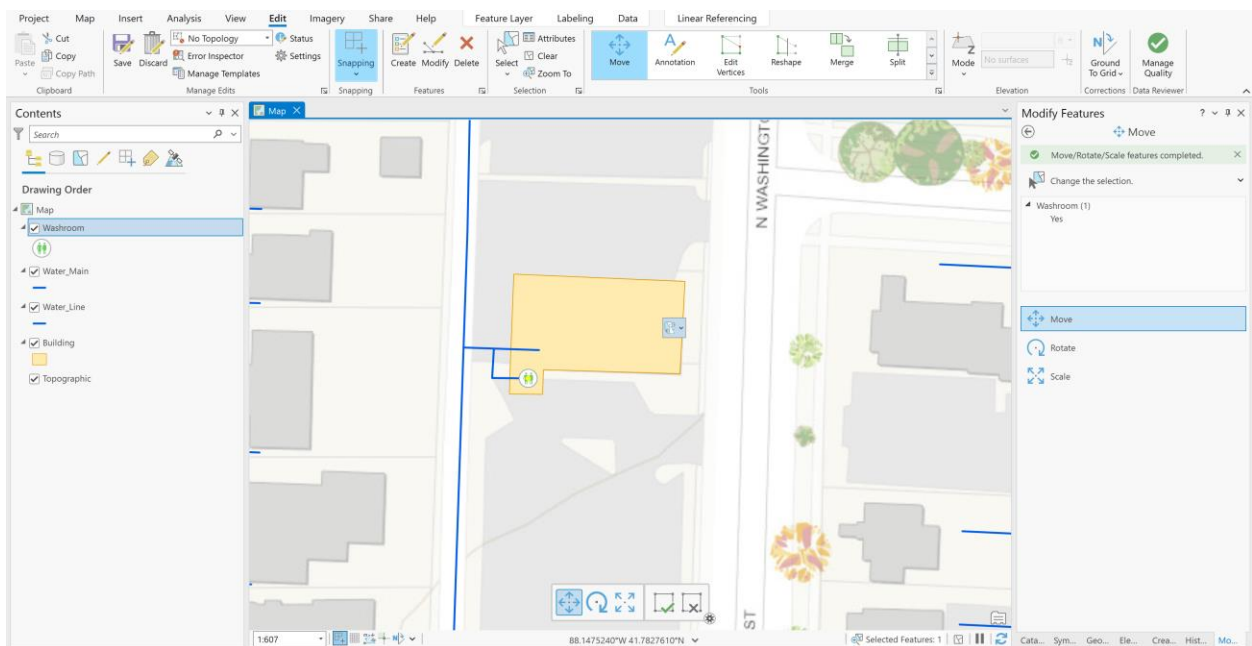 Project Map Insert Analysis View Edit Imagery Share Help Feature Layer Labeling Data Linear Referencing
Cut
Copy
Copy Path
Paste
Clipboard
Save
Discard
No Topology
Error Inspector
Manage Templates
Status
Settings
Manage Edits
Snapping
Snapping
Create
Modify
Delete
Features
Select
Attributes
Clear
Zoom To
Selection
Move
Annotation
Edit
Vertices
Reshape
Merge
Split
Tools
Mode
No surfaces
Elevation
Ground
To Grid
Corrections
Manage
Quality
Data Reviewer
Contents
Search
Drawing Order
Map
Washroom
Water_Main
Water_Line
Building
Topographic
Map
N WASHINGT
ST
1:607
88.1475240°W 41.7827610°N
Selected Features: 1
Modify Features
Move
Move/Rotate/Scale features completed.
Change the selection.
Washroom (1)
Yes
Move
Rotate
Scale
Cata... Sym... Geo... Ele... Crea... Hist... Mo...